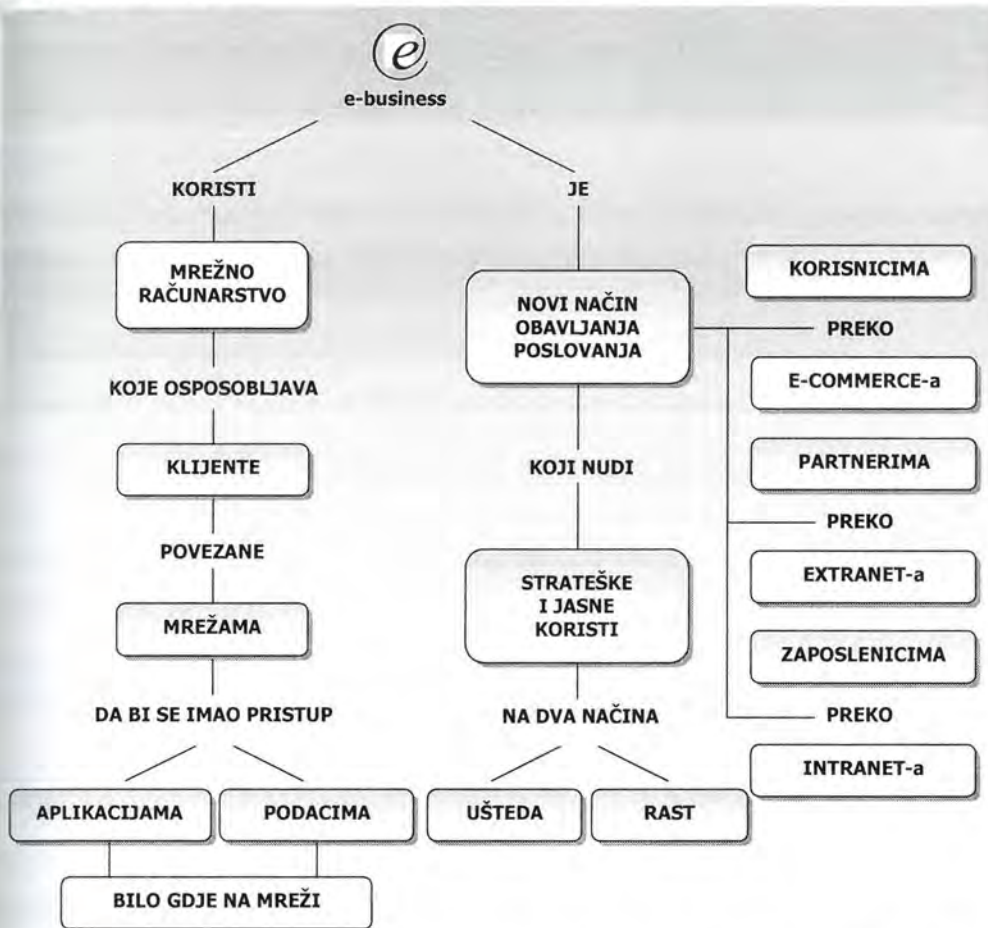 e
e-business
KORISTI
MREŽNO
RAČUNARSTVO
KOJE OSPOSOBLJAVA
KLIJENTE
POVEZANE
MREŽAMA
DA BI SE IMAO PRISTUP
APLIKACIJAMA
PODACIMA
BILO GDJE NA MREŽI
JE
NOVI NAČIN
OBAVLJANJA
POSLOVANJA
KOJI NUDI
STRATEŠKE
I JASNE
KORISTI
NA DVA NAČINA
UŠTEDA
RAST
KORISNICIMA
PREKO
E-COMMERCE-a
PARTNERIMA
PREKO
EXTRANET-a
ZAPOSLENICIMA
PREKO
INTRANET-a